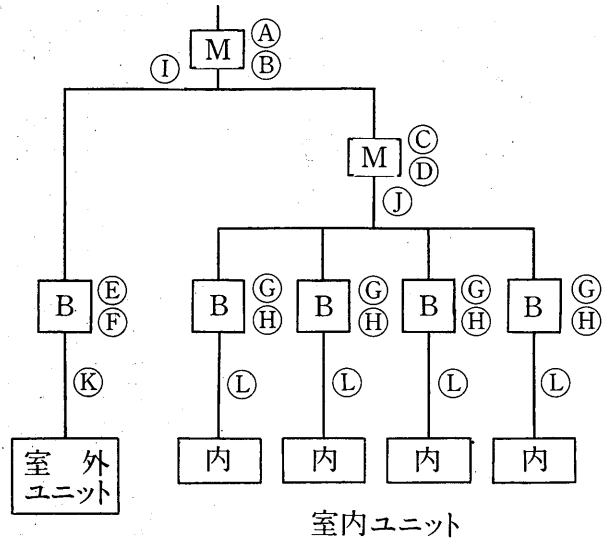 Ⓐ
M
Ⓑ
Ⓘ
Ⓒ
M
Ⓓ
Ⓙ
B Ⓔ Ⓕ
B Ⓖ Ⓗ
B Ⓖ Ⓗ
B Ⓖ Ⓗ
B Ⓖ Ⓗ
Ⓚ Ⓛ Ⓛ Ⓛ Ⓛ
室外
ユニット
内 内 内 内
室内ユニット